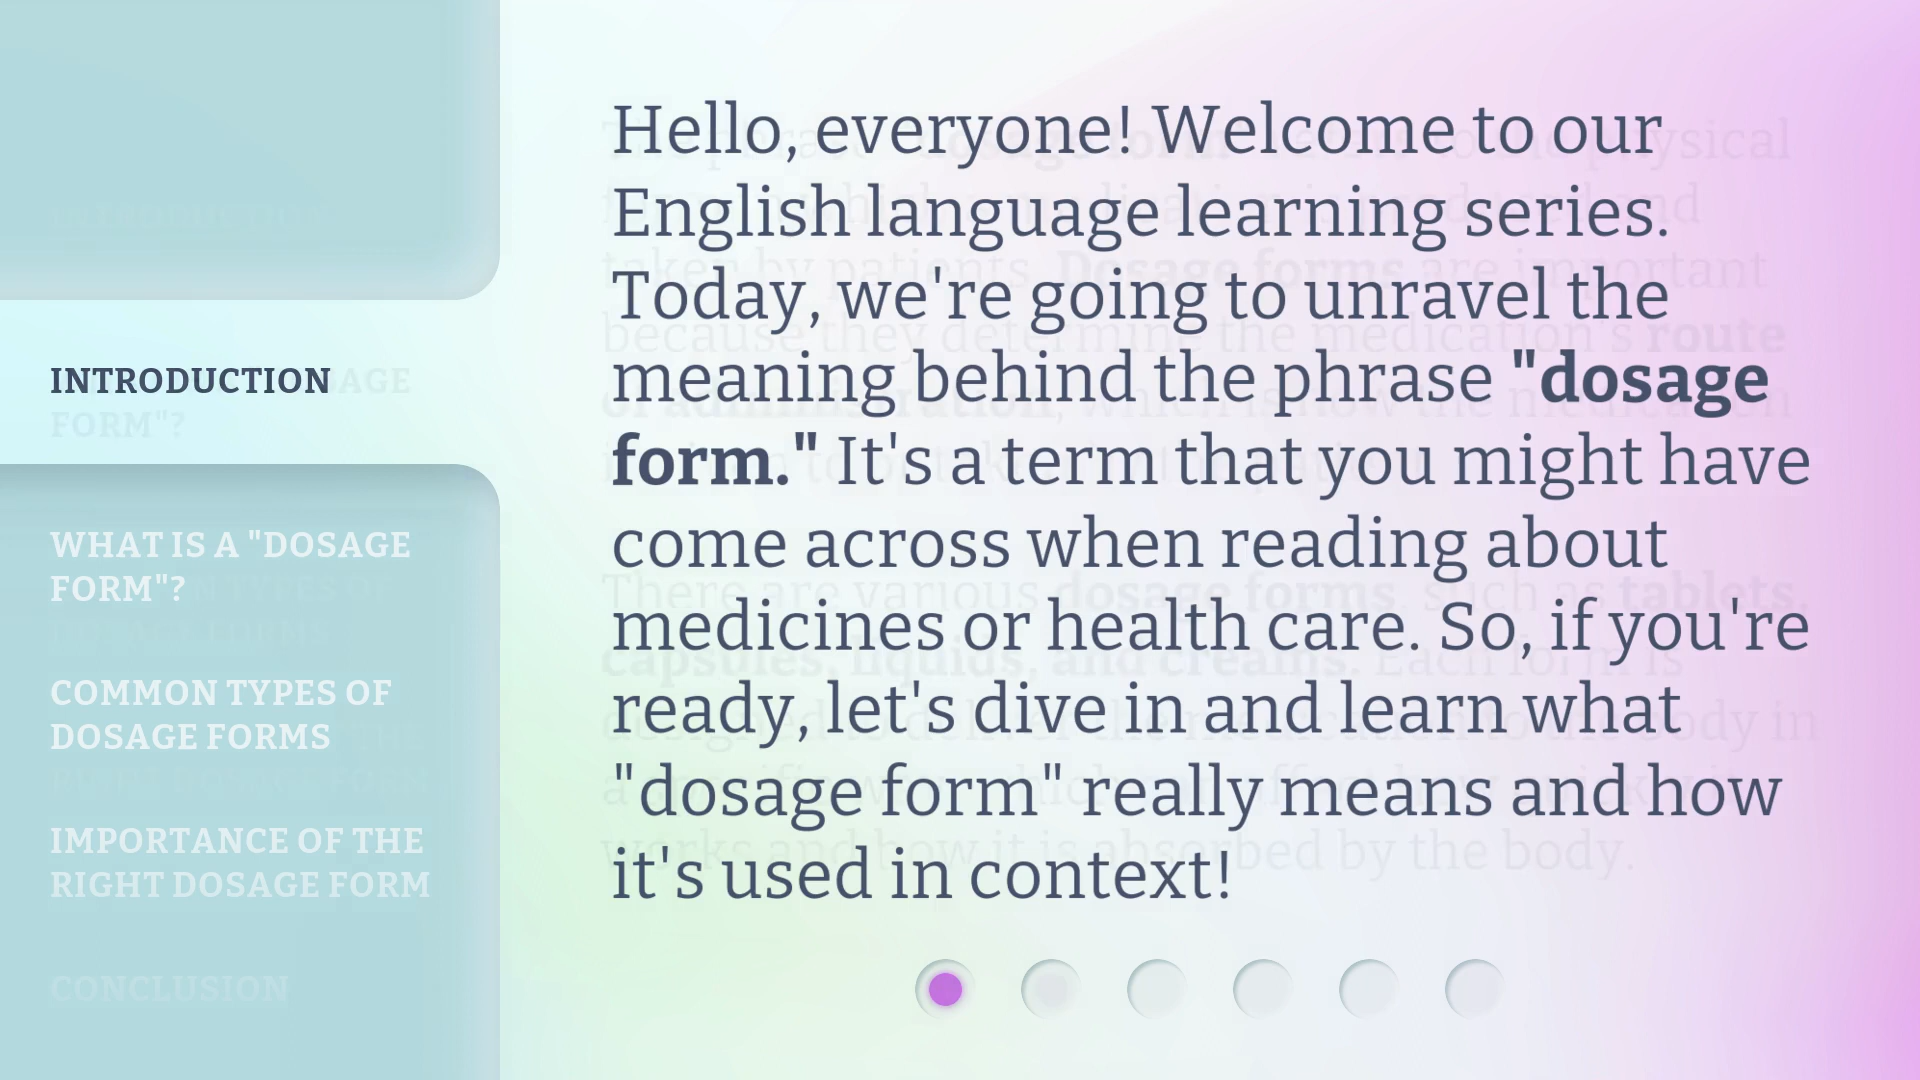 INTRODUCTION
WHAT IS A "DOSAGE
FORM"?
COMMON TYPES OF
DOSAGE FORMS
IMPORTANCE OF THE
RIGHT DOSAGE FORM
CONCLUSION
Hello, everyone! Welcome to our
English language learning series.
Today, we're going to unravel the
meaning behind the phrase "dosage
form." It's a term that you might have
come across when reading about
medicines or health care. So, if you're
ready, let's dive in and learn what
"dosage form" really means and how
it's used in context!